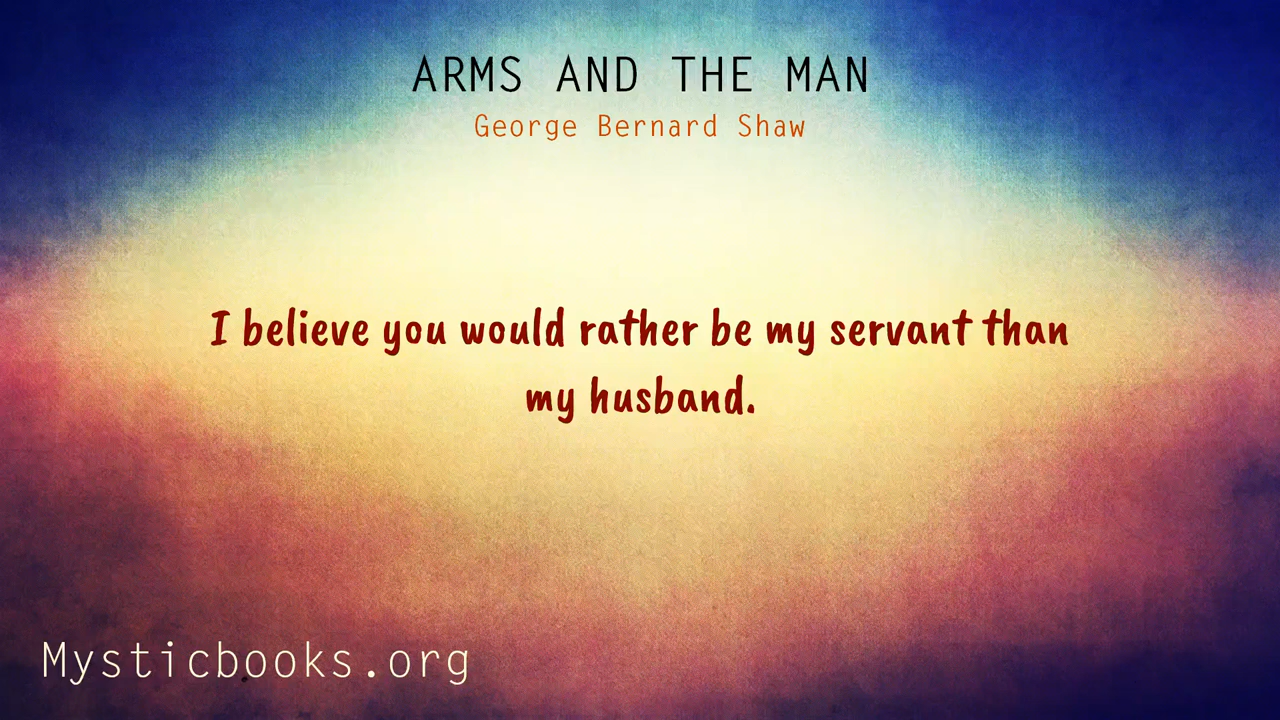 ARMS AND THE MAN
George Bernard Shaw
I believe you would rather be my servant than
my husband.
Mysticbooks.org